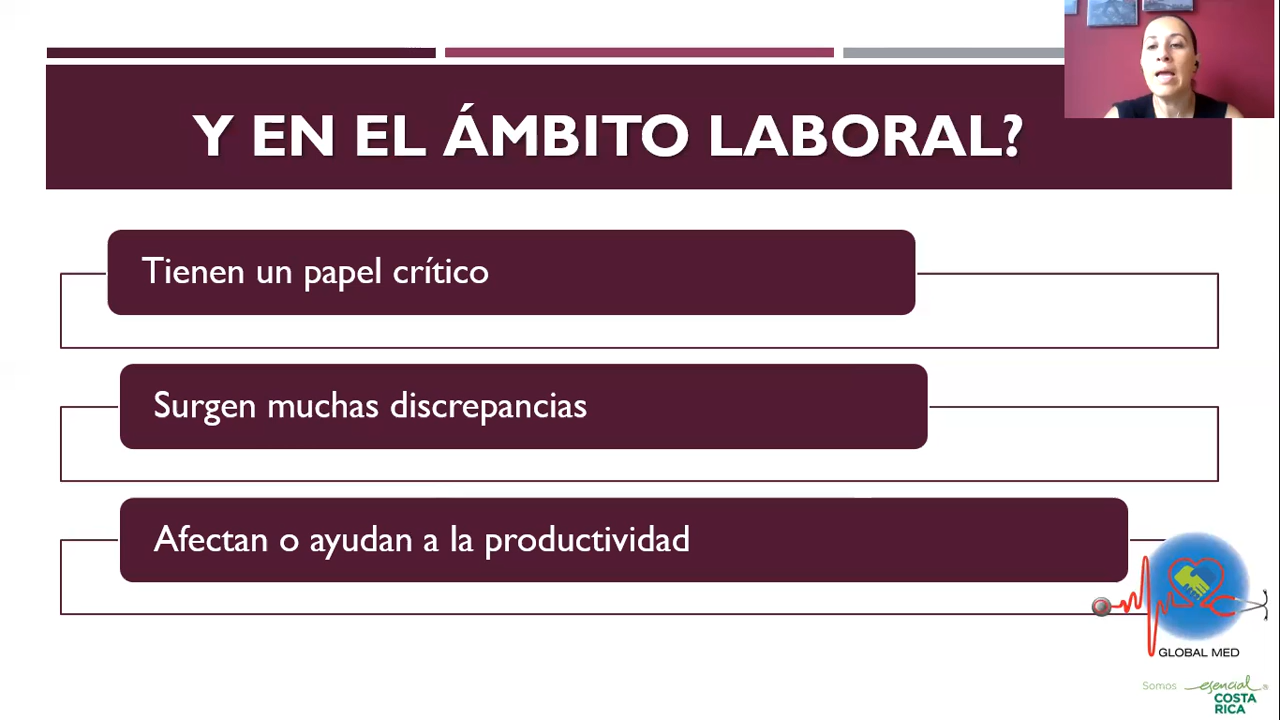 Y EN EL ÁMBITO LABORAL?
Tienen un papel crítico
Surgen muchas discrepancias
Afectan o ayudan a la productividad
GLOBAL MED
Somos esencial
COSTA
RICA